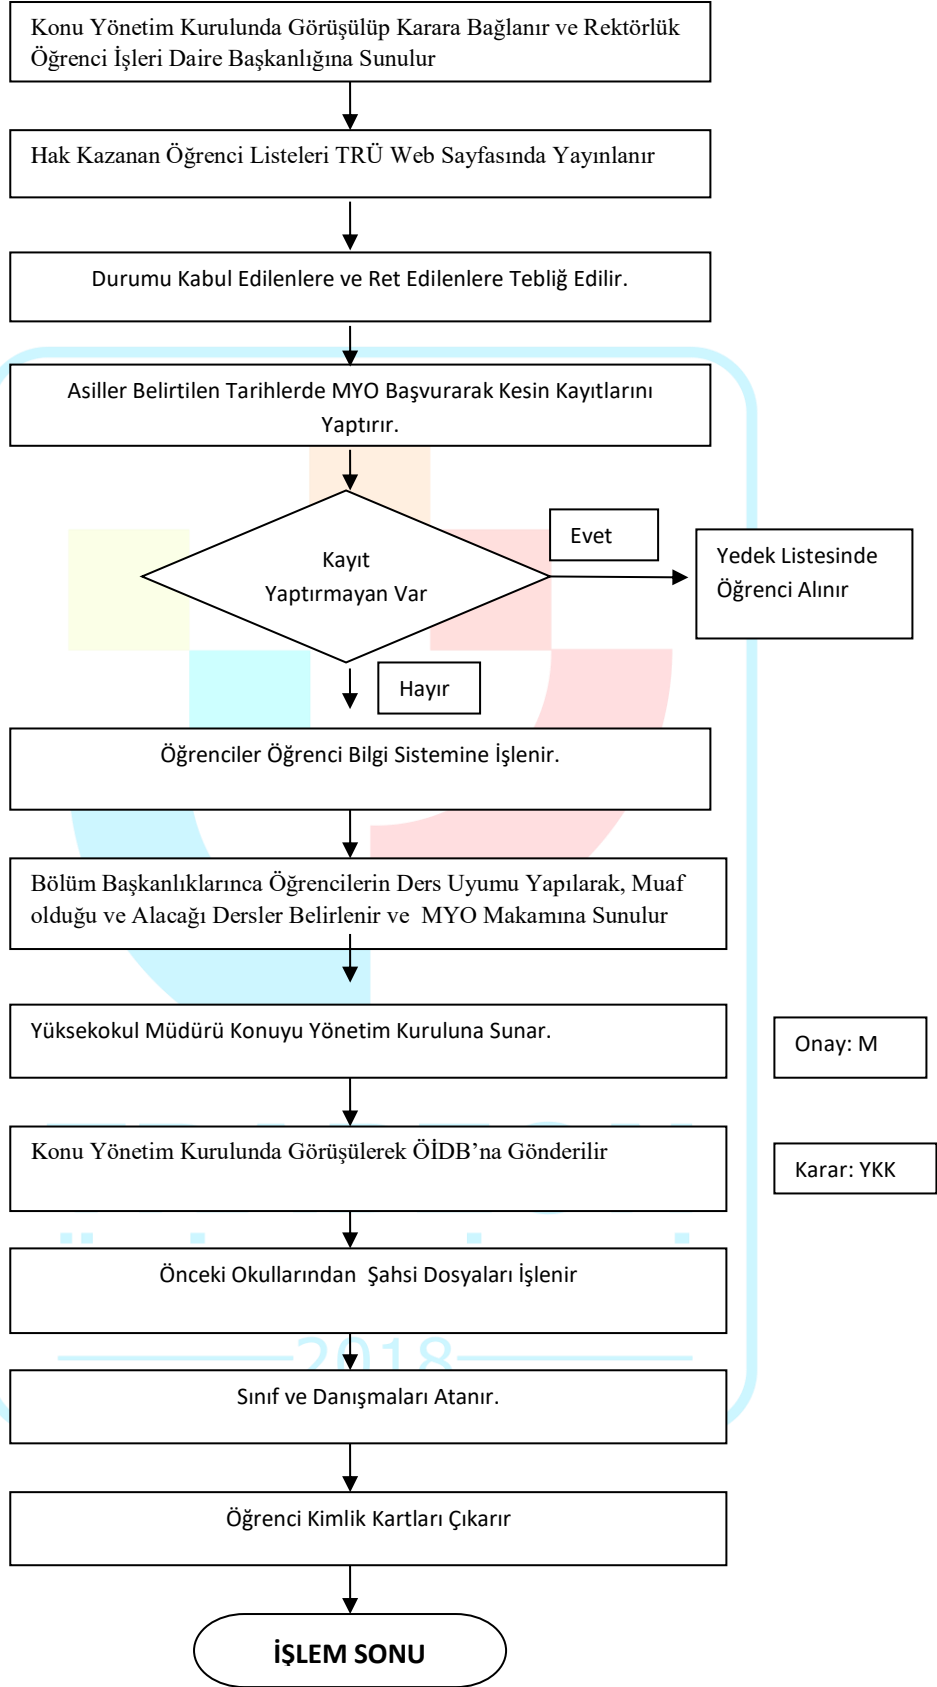 Konu Yönetim Kurulunda Görüşülüp Karara Bağlanır ve Rektörlük
Öğrenci İşleri Daire Başkanlığına Sunulur
Hak Kazanan Öğrenci Listeleri TRÜ Web Sayfasında Yayınlanır
Durumu Kabul Edilenlere ve Ret Edilenlere Tebliğ Edilir.
Asiller Belirtilen Tarihlerde MYO Başvurarak Kesin Kayıtlarını
Yaptırır.
Kayıt
Yaptırmayan Var
Evet
Yedek Listesinde
Öğrenci Alınır
Hayır
Öğrenciler Öğrenci Bilgi Sistemine İşlenir.
Bölüm Başkanlıklarınca Öğrencilerin Ders Uyumu Yapılarak, Muaf
olduğu ve Alacağı Dersler Belirlenir ve MYO Makamına Sunulur
Yüksekokul Müdürü Konuyu Yönetim Kuruluna Sunar.
Onay: M
Konu Yönetim Kurulunda Görüşülerek ÖİDB’na Gönderilir
Karar: YKK
Önceki Okullarından Şahsi Dosyaları İşlenir
2018
Sınıf ve Danışmaları Atanır.
Öğrenci Kimlik Kartları Çıkarır
İŞLEM SONU